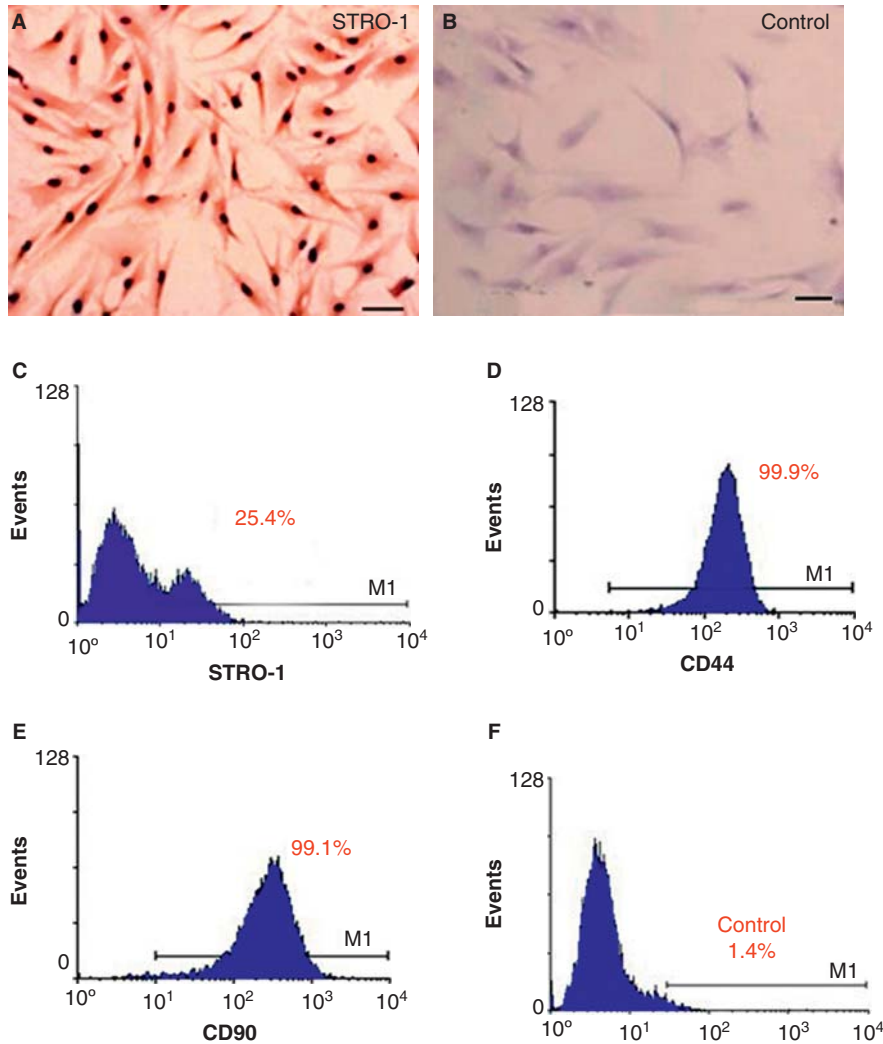 A STRO-1
B Control
C
128
Events
25.4%
M1
0
10⁰ 10¹ 10² 10³ 10⁴
STRO-1
D
128
Events
99.9%
M1
0
10⁰ 10¹ 10² 10³ 10⁴
CD44
E
128
Events
99.1%
M1
0
10⁰ 10¹ 10² 10³ 10⁴
CD90
F
128
Events
Control
1.4%
M1
0
10⁰ 10¹ 10² 10³ 10⁴